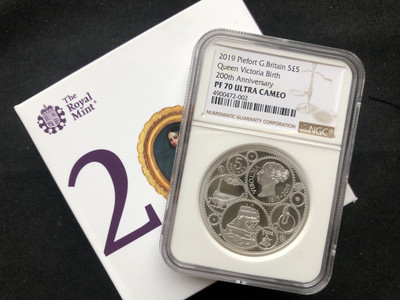 The
Royal
Mint®
20
2019 Piefort G.Britain S£5
Queen Victoria Birth
200th Anniversary
PF 70 ULTRA CAMEO
4900472-002
NUMISMATIC GUARANTY CORPORATION
NGC